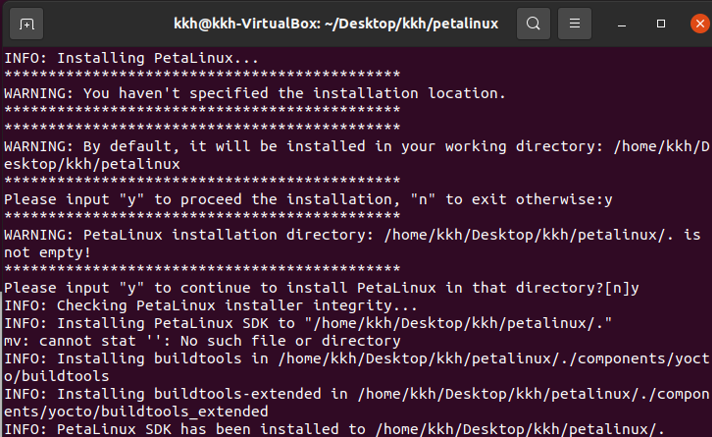 kkh@kkh-VirtualBox: ~/Desktop/kkh/petalinux
INFO: Installing PetaLinux...
*********************************************
WARNING: You haven't specified the installation location.
*********************************************
*********************************************
WARNING: By default, it will be installed in your working directory: /home/kkh/D
esktop/kkh/petalinux
*********************************************
Please input "y" to proceed the installation, "n" to exit otherwise:y
*********************************************
WARNING: PetaLinux installation directory: /home/kkh/Desktop/kkh/petalinux/. is
not empty!
*********************************************
Please input "y" to continue to install PetaLinux in that directory?[n]y
INFO: Checking PetaLinux installer integrity...
INFO: Installing PetaLinux SDK to "/home/kkh/Desktop/kkh/petalinux/."
mv: cannot stat '': No such file or directory
INFO: Installing buildtools in /home/kkh/Desktop/kkh/petalinux/./components/yoct
o/buildtools
INFO: Installing buildtools-extended in /home/kkh/Desktop/kkh/petalinux/./compon
ents/yocto/buildtools_extended
INFO: PetaLinux SDK has been installed to /home/kkh/Desktop/kkh/petalinux/.